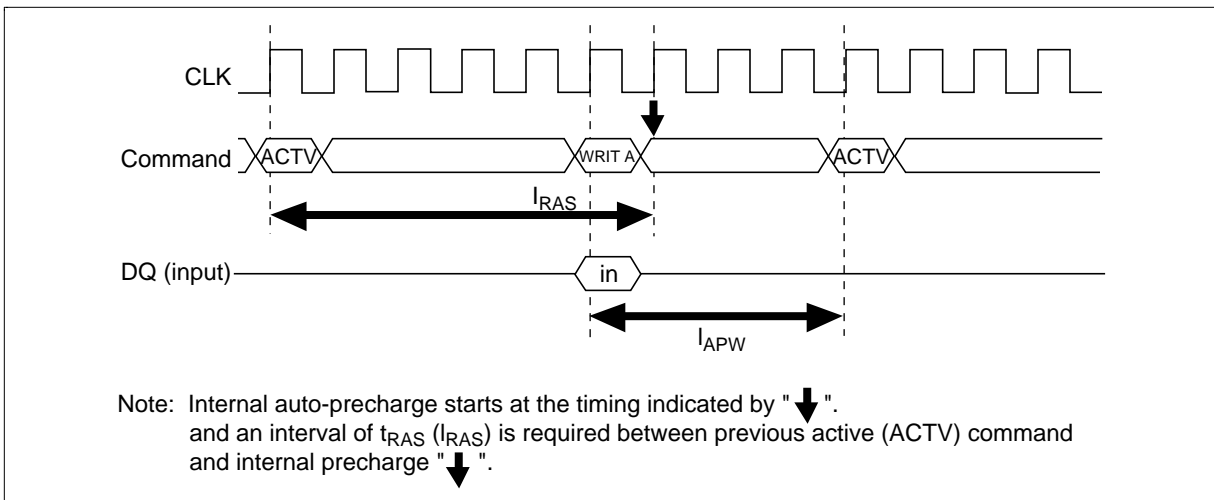 CLK
Command ACTV WRIT A ACTV
lRAS
DQ (input) in
lAPW
Note: Internal auto-precharge starts at the timing indicated by " ".
and an interval of tRAS (lRAS) is required between previous active (ACTV) command
and internal precharge " ".